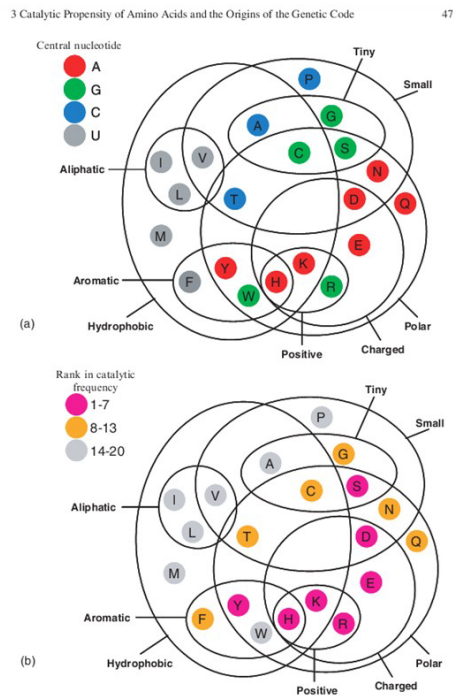 3 Catalytic Propensity of Amino Acids and the Origins of the Genetic Code 47
Central nucleotide
A
G
C
U
Tiny
Small
P
G
A
C
S
N
Aliphatic
I
V
L
D
Q
T
M
E
Y
K
Aromatic
F
H
R
W
(a)
Hydrophobic
Polar
Charged
Positive
Rank in catalytic
frequency
1-7
8-13
14-20
Tiny
Small
P
G
A
C
S
N
Aliphatic
I
V
L
T
D
Q
M
E
Y
K
Aromatic
F
H
R
W
(b)
Hydrophobic
Polar
Charged
Positive